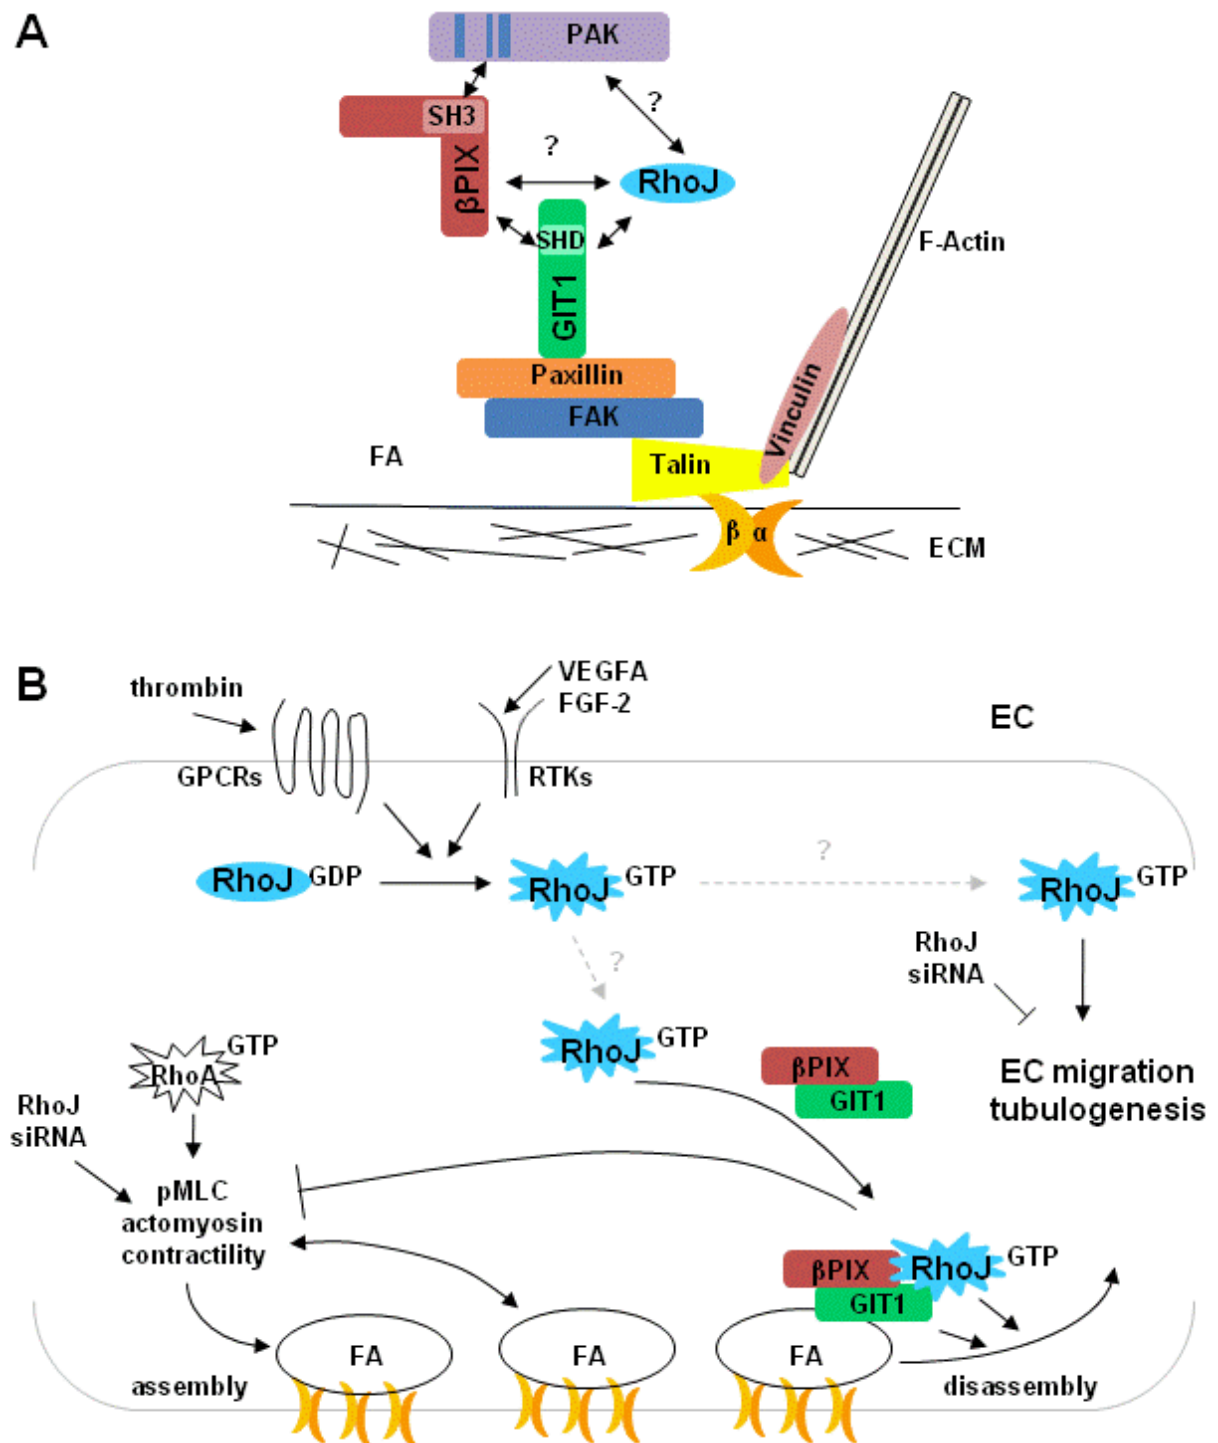 A
PAK
?
SH3
?
βPIX
RhoJ
SHD
F-Actin
GIT1
Paxillin
Vinculin
FAK
FA
Talin
β α
ECM
B
VEGFA
thrombin
FGF-2
EC
GPCRs
RTKs
?
RhoJ GDP
RhoJ GTP
RhoJ GTP
RhoJ
siRNA
?
RhoJ GTP
GTP
RhoA
βPIX
GIT1
EC migration
tubulogenesis
RhoJ
siRNA
pMLC
actomyosin
contractility
βPIX
RhoJ GTP
GIT1
FA
FA
FA
assembly
disassembly